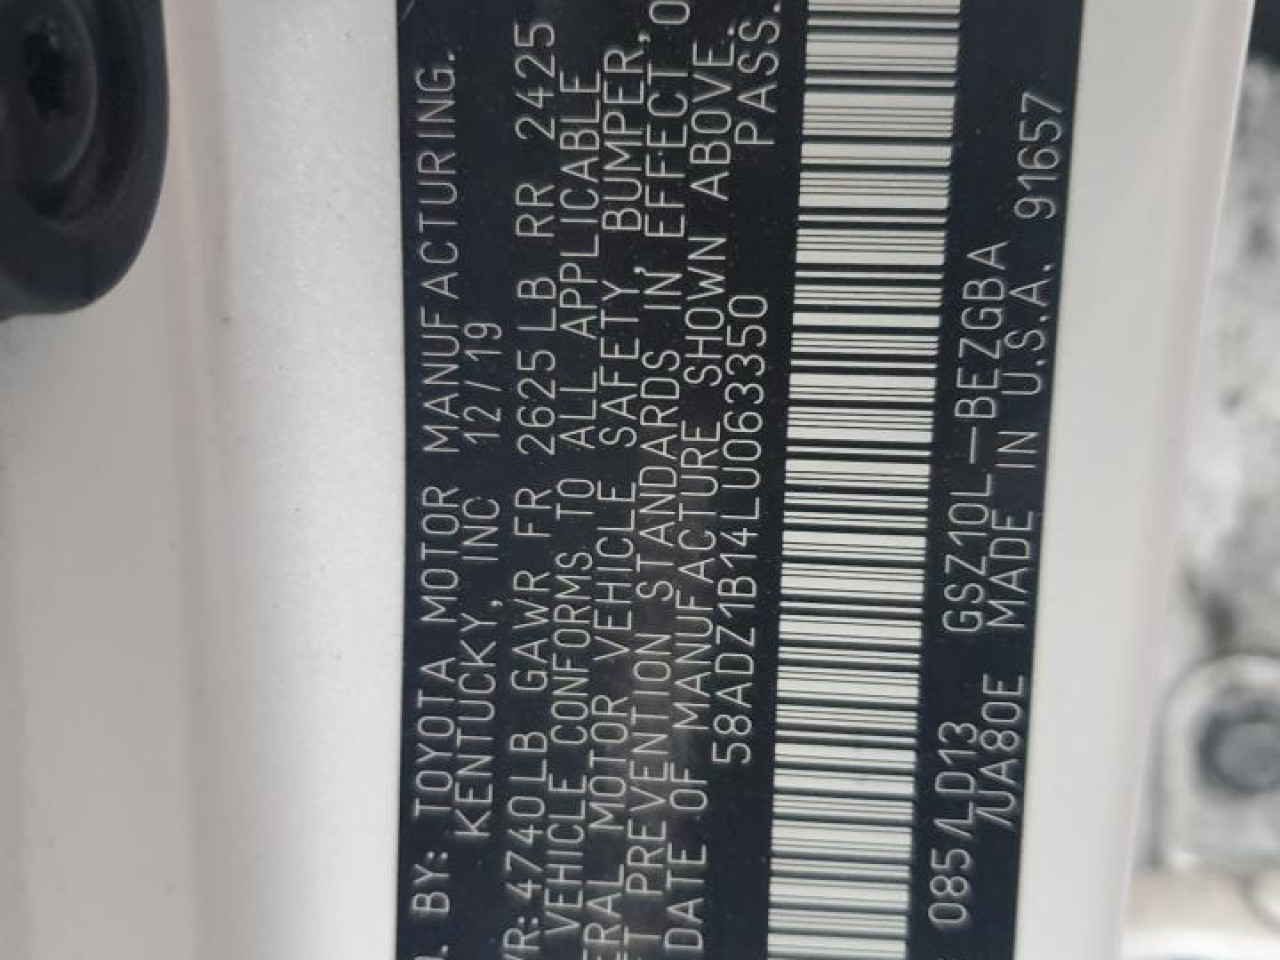 . BY: TOYOTA MOTOR MANUFACTURING.
KENTUCKY, INC 12/19
VR: 4740LB GAWR FR 2625LB RR 2425
VEHICLE CONFORMS TO ALL APPLICABLE
ERAL MOTOR VEHICLE SAFETY, BUMPER,
T PREVENTION STANDARDS IN EFFECT O
DATE OF MANUFACTURE SHOWN ABOVE.
58ADZ1B14LU063350 PASS.
085/LD13 GSZ10L-BEZGBA
/UA80E MADE IN U.S.A. 91657